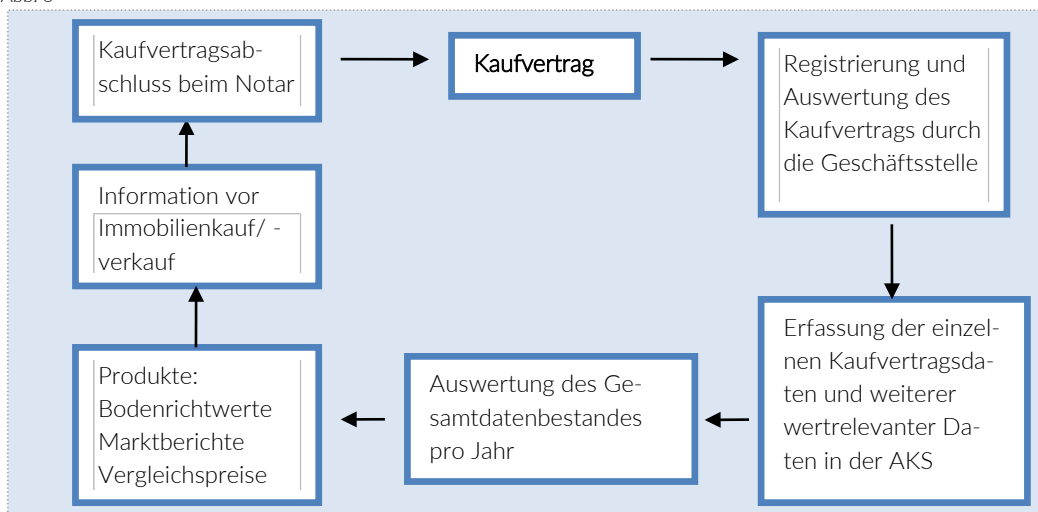 Kaufvertragsab-
schluss beim Notar
Kaufvertrag
Registrierung und
Auswertung des
Kaufvertrags durch
die Geschäftsstelle
Information vor
Immobilienkauf/ -
verkauf
Erfassung der einzel-
nen Kaufvertragsda-
ten und weiterer
wertrelevanter Da-
ten in der AKS
Auswertung des Ge-
samtdatenbestandes
pro Jahr
Produkte:
Bodenrichtwerte
Marktberichte
Vergleichspreise